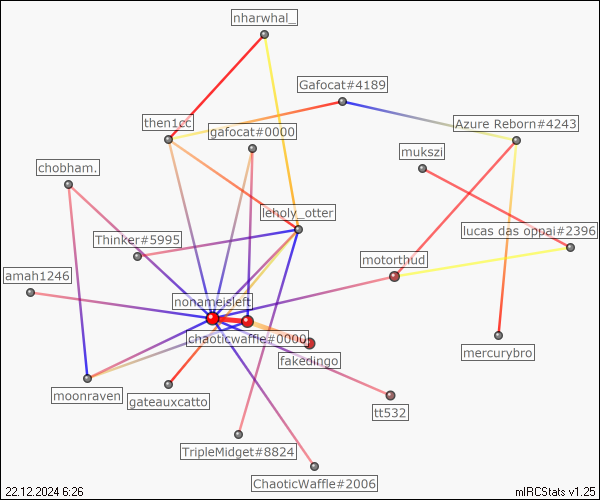 nharwhal_
Gafocat#4189
then1cc
gafocat#0000
Azure Reborn#4243
mukszi
chobham.
leholy_otter
Thinker#5995
lucas das oppai#2396
motorthud
amah1246
nonameisleft
chaoticwaffle#0000
fakedingo
mercurybro
moonraven
gateauxcatto
tt532
TripleMidget#8824
ChaoticWaffle#2006
22.12.2024 6:26
mIRCStats v1.25